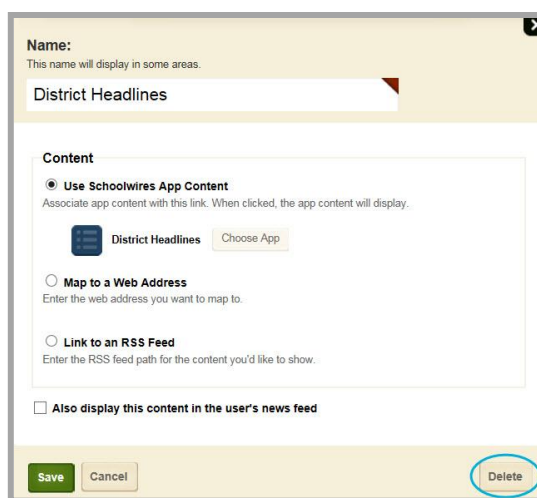 Name:
This name will display in some areas.
District Headlines
Content
Use Schoolwires App Content
Associate app content with this link. When clicked, the app content will display.
District Headlines Choose App
Map to a Web Address
Enter the web address you want to map to.
Link to an RSS Feed
Enter the RSS feed path for the content you'd like to show.
Also display this content in the user's news feed
Save Cancel Delete